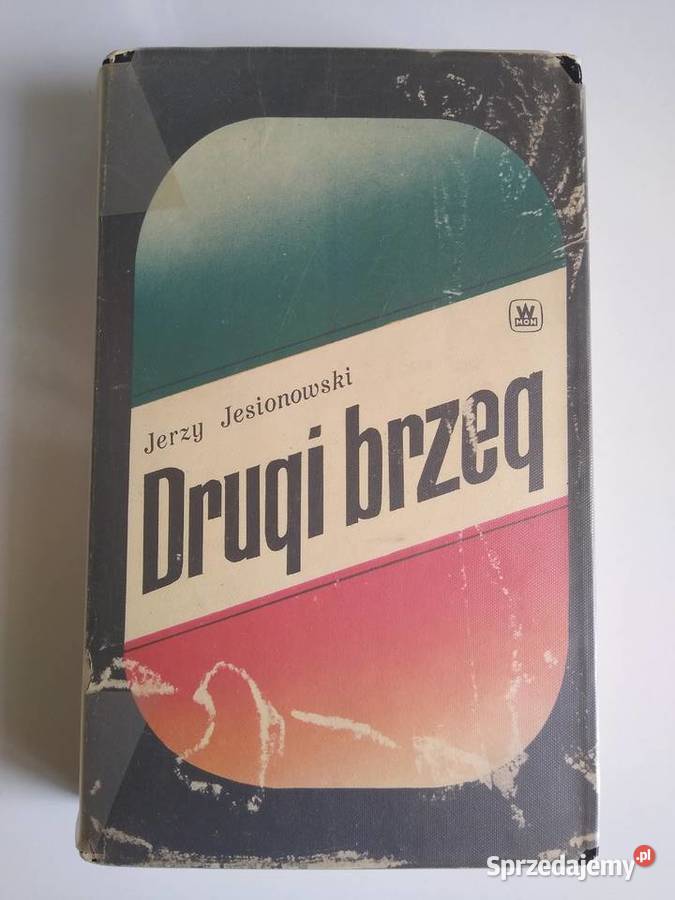 W
MON
Jerzy Jesionowski
Drugi brzeg
Sprzedajemy.pl